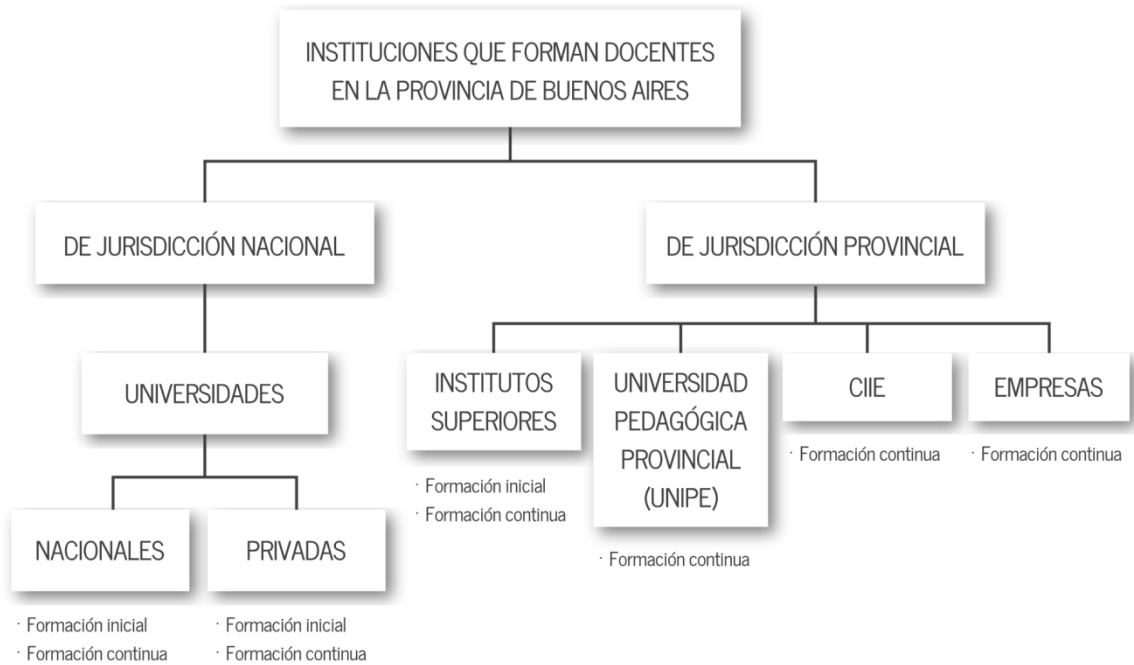 INSTITUCIONES QUE FORMAN DOCENTES
EN LA PROVINCIA DE BUENOS AIRES
DE JURISDICCIÓN NACIONAL
DE JURISDICCIÓN PROVINCIAL
UNIVERSIDADES
NACIONALES
· Formación inicial
· Formación continua
PRIVADAS
· Formación inicial
· Formación continua
INSTITUTOS
SUPERIORES
· Formación inicial
· Formación continua
UNIVERSIDAD
PEDAGÓGICA
PROVINCIAL
(UNIPE)
· Formación continua
CIIE
· Formación continua
EMPRESAS
· Formación continua